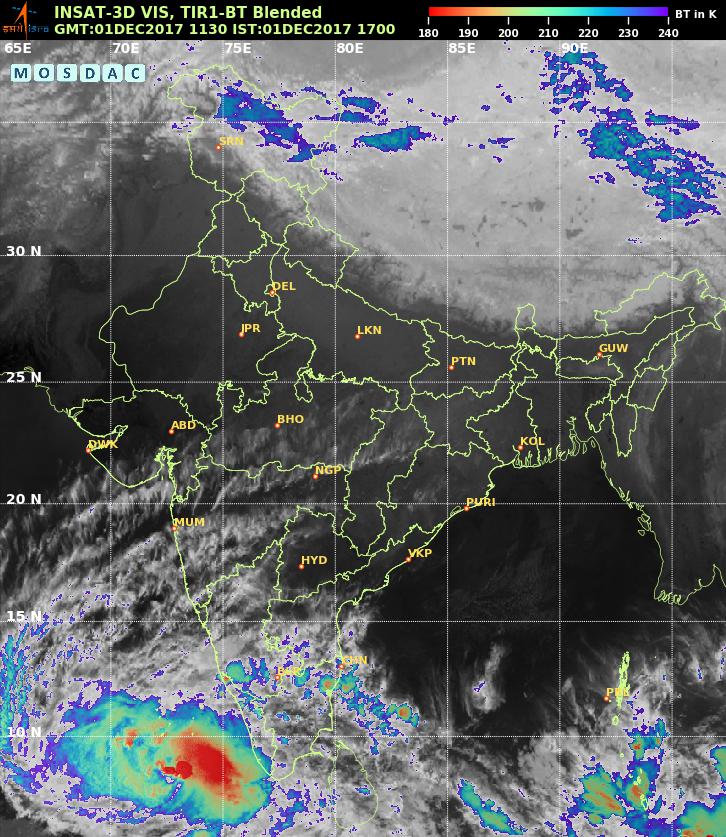 INSAT-3D VIS, TIR1-BT Blended
GMT:01DEC2017 1130 IST:01DEC2017 1700
BT in K
180 190 200 210 220 230 240
65E 70E 75E 80E 85E 90E
M O S D A C
SRN
30 N
DEL
JPR LKN
GUW
PTN
25 N
ABD BHO
DWK KOL
NGP
20 N
PURI
MUM
HYD VKP
15 N
CHN
10 N